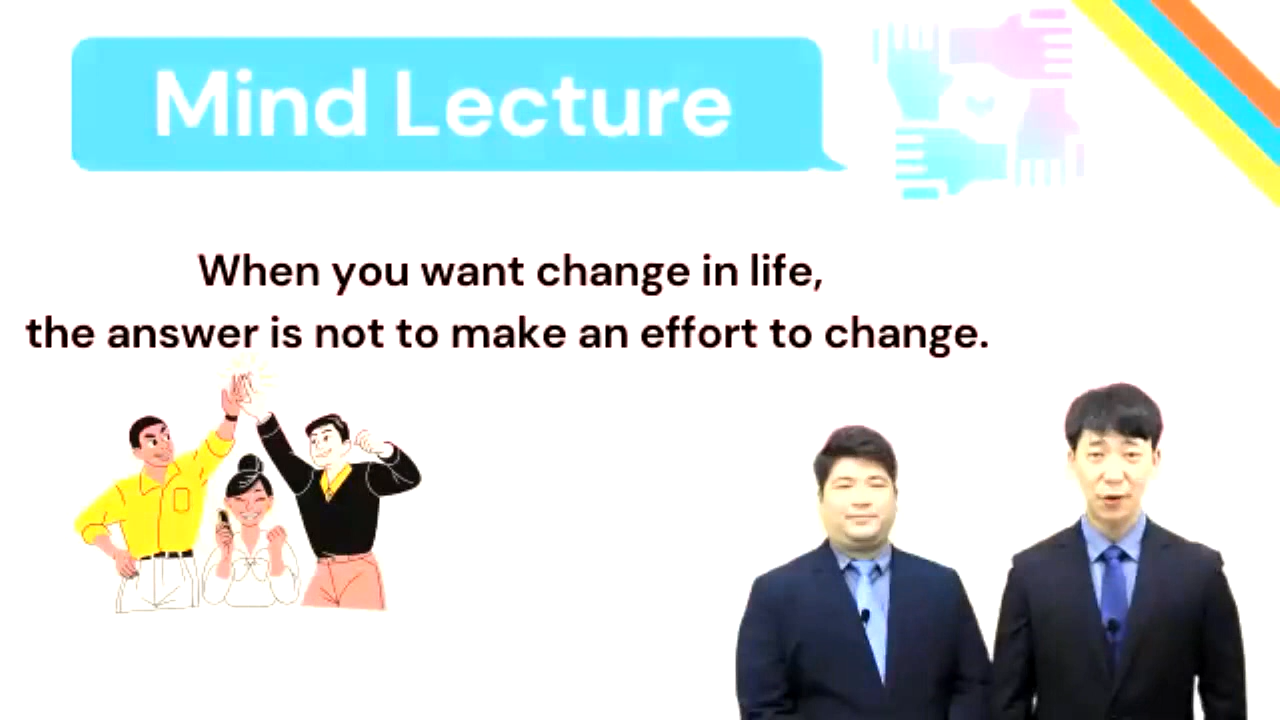 Mind Lecture
When you want change in life,
the answer is not to make an effort to change.